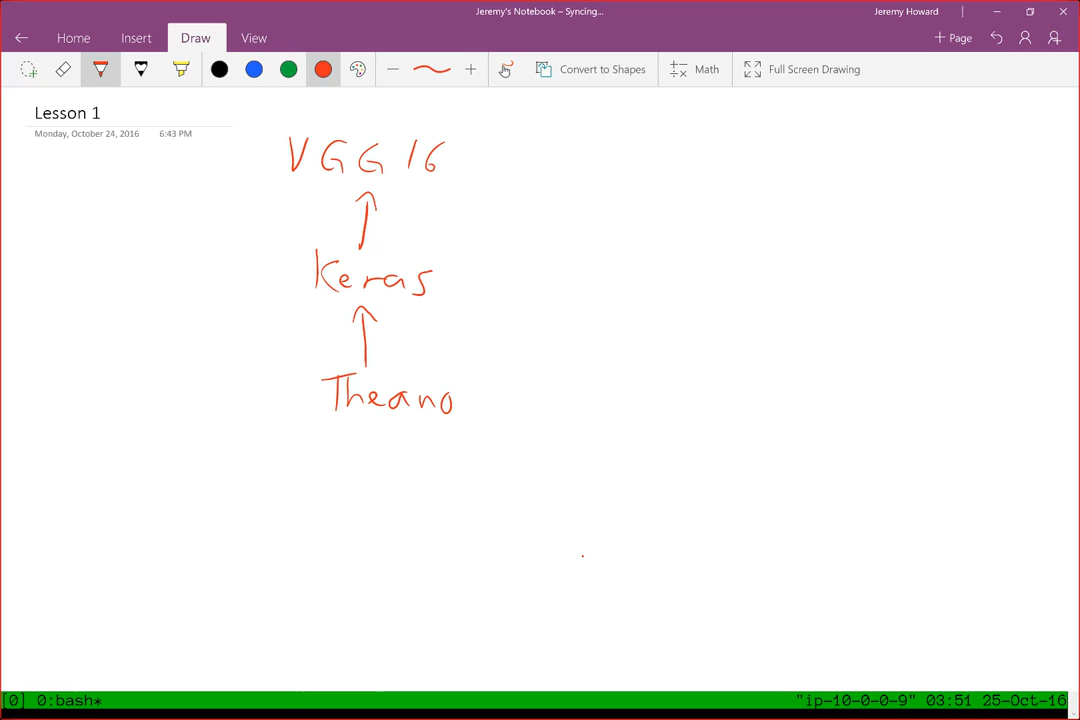 Jeremy's Notebook – Syncing...
Jeremy Howard
Home Insert Draw View
Page
Convert to Shapes Math Full Screen Drawing
Lesson 1
Monday, October 24, 2016 6:43 PM
VGG16
Keras
Theano
[0] 0:bash* "ip-10-0-0-9" 03:51 25-Oct-16